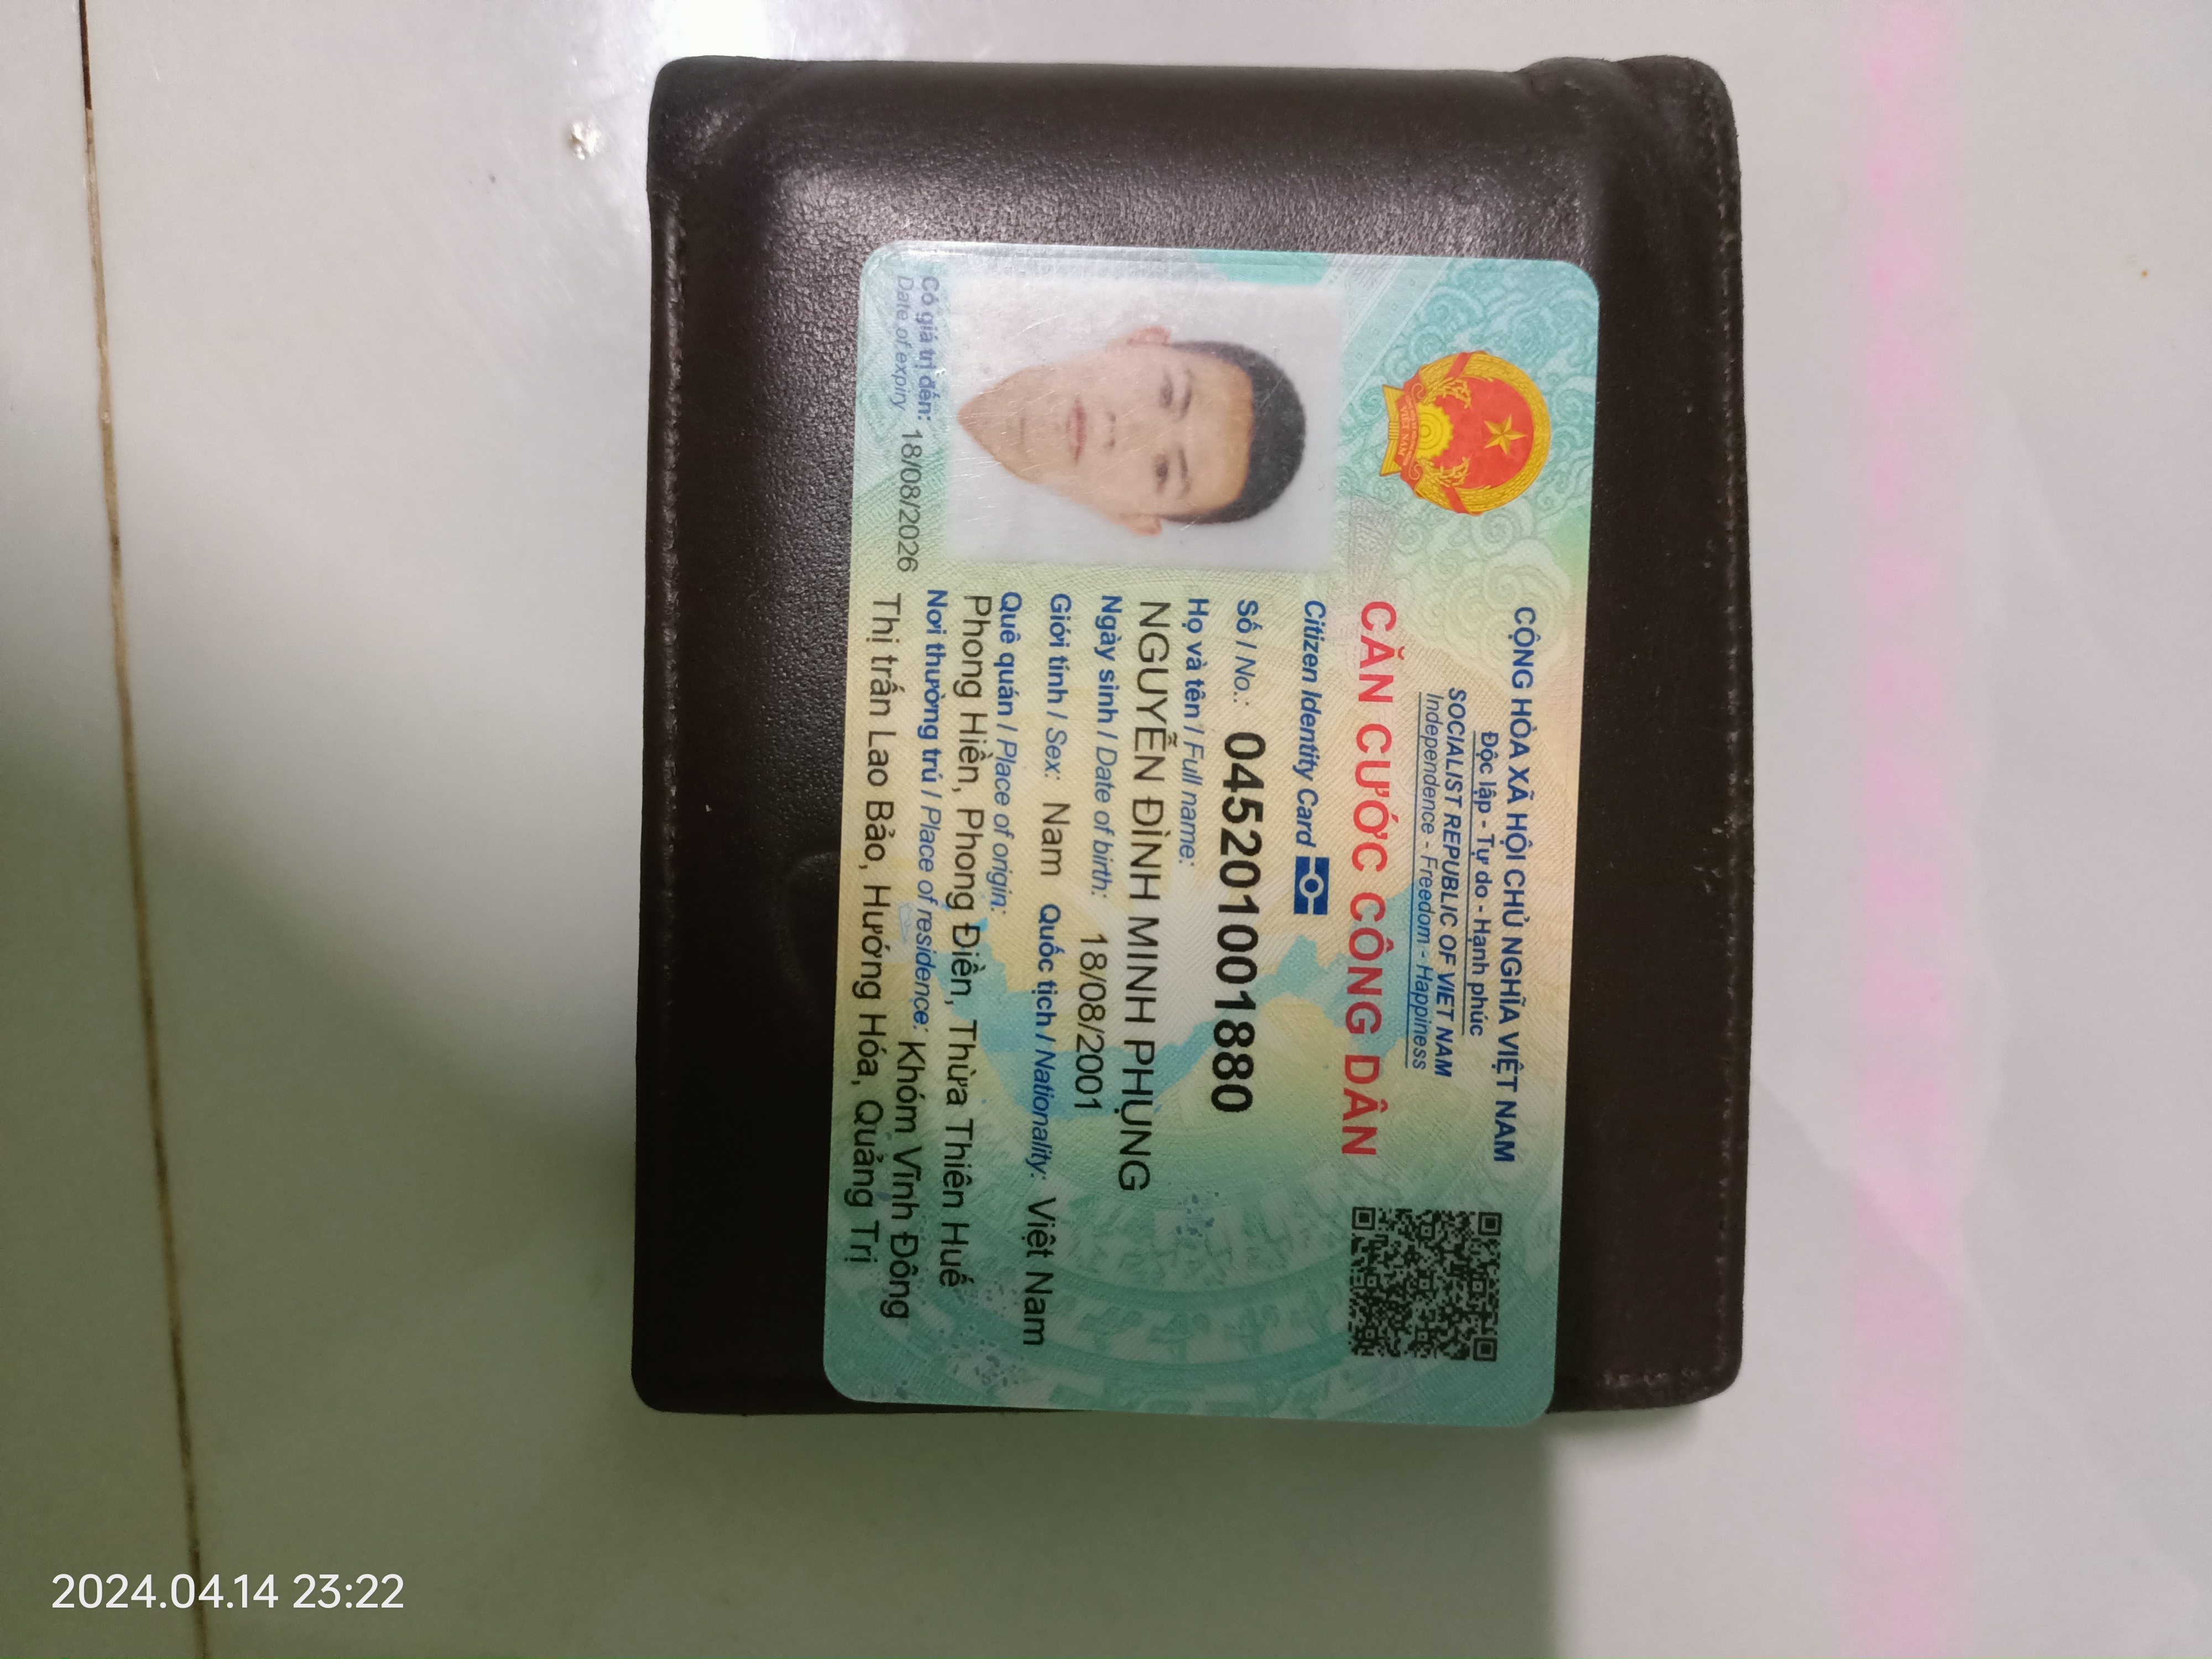 CỘNG HÒA XÃ HỘI CHỦ NGHĨA VIỆT NAM
Độc lập - Tự do - Hạnh phúc
SOCIALIST REPUBLIC OF VIET NAM
Independence - Freedom - Happiness
CĂN CƯỚC CÔNG DÂN
Citizen Identity Card
Số / No.: 045201001880
Họ và tên / Full name:
NGUYỄN ĐÌNH MINH PHỤNG
Ngày sinh / Date of birth: 18/08/2001
Giới tính / Sex: Nam Quốc tịch / Nationality: Việt Nam
Quê quán / Place of origin:
Phong Hiền, Phong Điền, Thừa Thiên Huế
Nơi thường trú / Place of residence: Khóm Vĩnh Đông
Thị trấn Lao Bảo, Hướng Hóa, Quảng Trị
Có giá trị đến: 18/08/2026
Date of expiry
2024.04.14 23:22